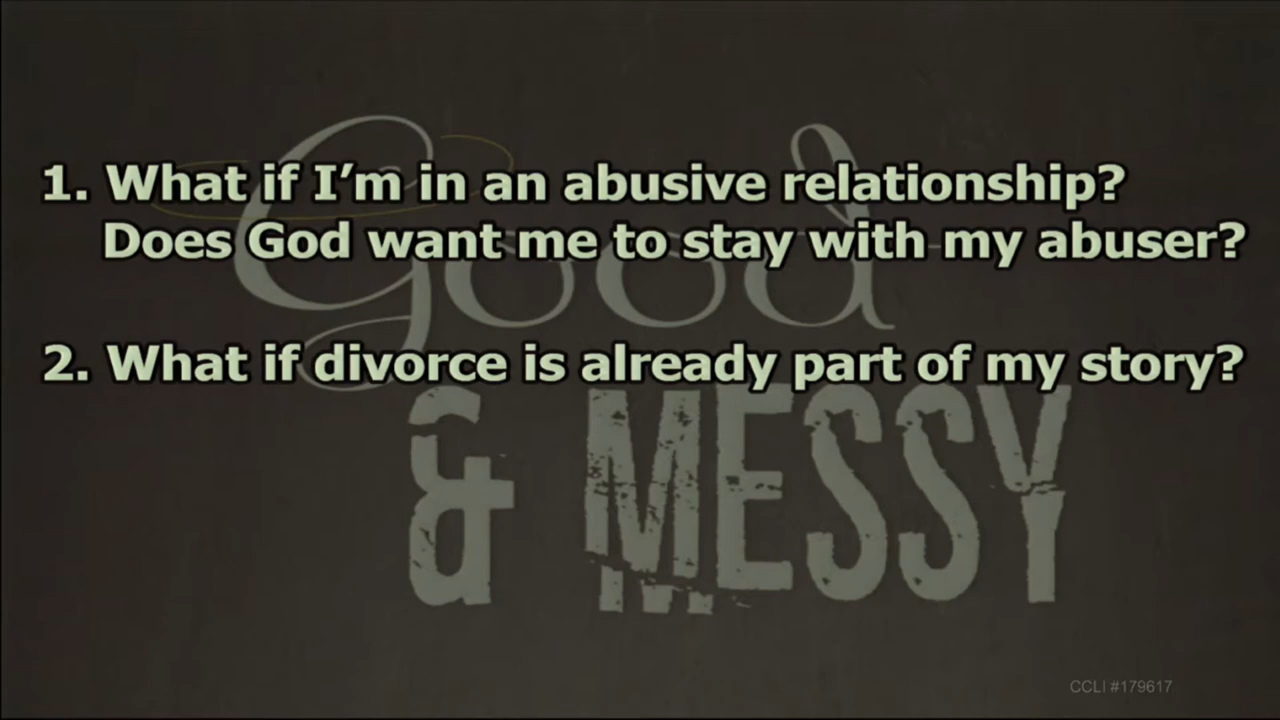 1. What if I’m in an abusive relationship?
Does God want me to stay with my abuser?
2. What if divorce is already part of my story?
Good
& MESSY
CCLI #179617